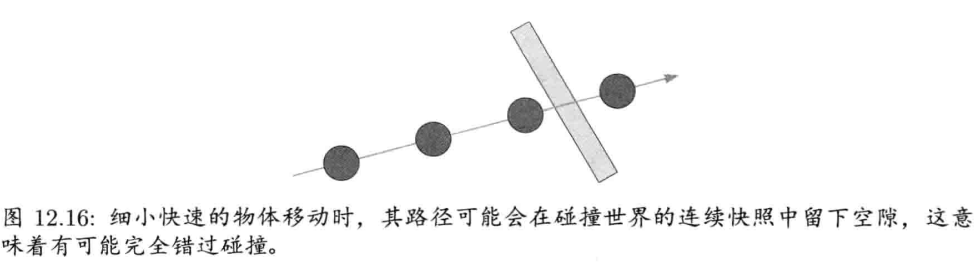 图 12.16: 细小快速的物体移动时，其路径可能会在碰撞世界的连续快照中留下空隙，这意
味着有可能完全错过碰撞。